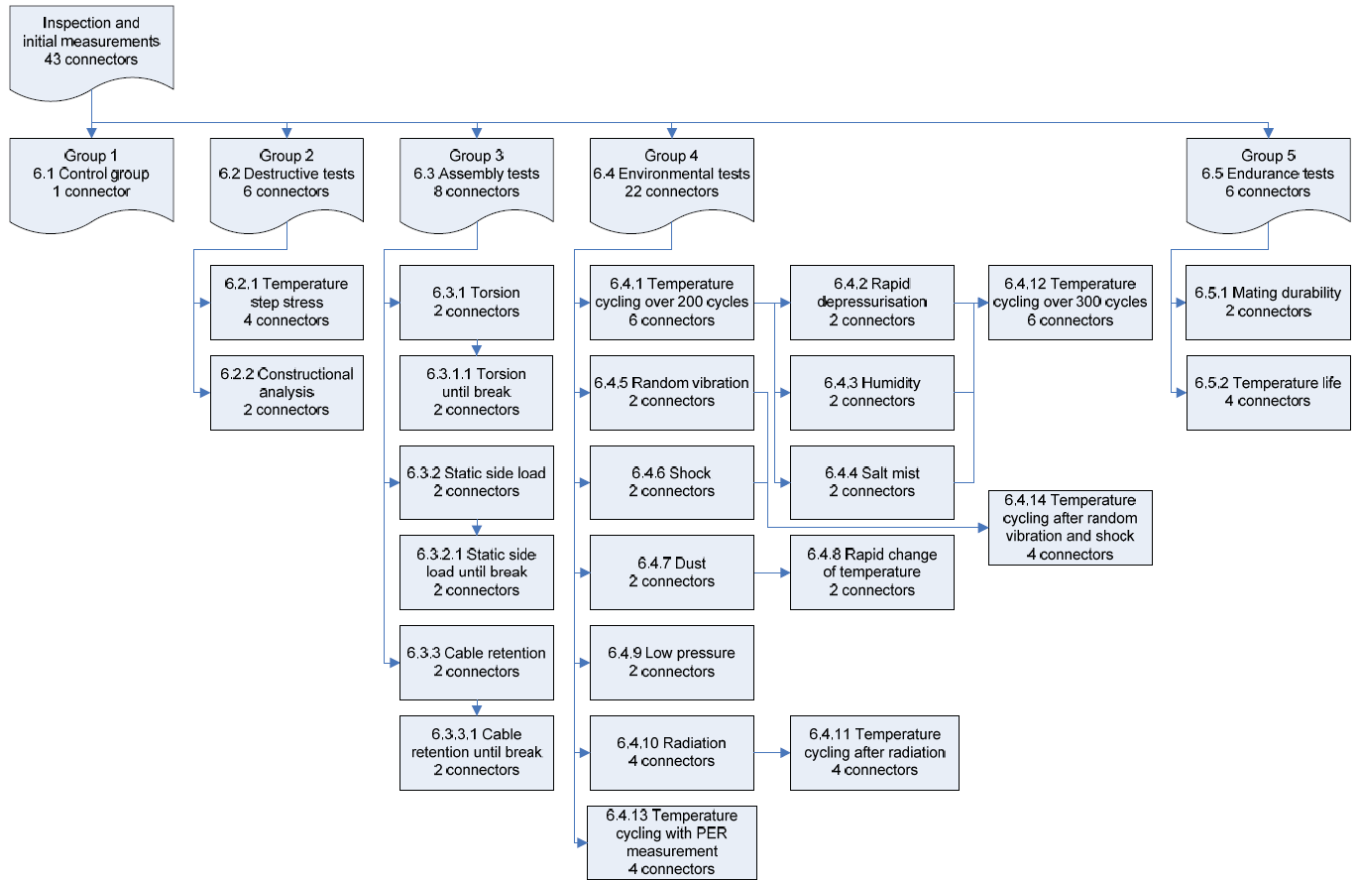 Inspection and
initial measurements
43 connectors
Group 1
6.1 Control group
1 connector
Group 2
6.2 Destructive tests
6 connectors
Group 3
6.3 Assembly tests
8 connectors
Group 4
6.4 Environmental tests
22 connectors
Group 5
6.5 Endurance tests
6 connectors
6.2.1 Temperature
step stress
4 connectors
6.2.2 Constructional
analysis
2 connectors
6.3.1 Torsion
2 connectors
6.3.1.1 Torsion
until break
2 connectors
6.3.2 Static side load
2 connectors
6.3.2.1 Static side
load until break
2 connectors
6.3.3 Cable retention
2 connectors
6.3.3.1 Cable
retention until break
2 connectors
6.4.1 Temperature
cycling over 200 cycles
6 connectors
6.4.2 Rapid
depressurisation
2 connectors
6.4.12 Temperature
cycling over 300 cycles
6 connectors
6.4.5 Random vibration
2 connectors
6.4.3 Humidity
2 connectors
6.4.6 Shock
2 connectors
6.4.4 Salt mist
2 connectors
6.4.14 Temperature
cycling after random
vibration and shock
4 connectors
6.4.7 Dust
2 connectors
6.4.8 Rapid change
of temperature
2 connectors
6.4.9 Low pressure
2 connectors
6.4.10 Radiation
4 connectors
6.4.11 Temperature
cycling after radiation
4 connectors
6.4.13 Temperature
cycling with PER
measurement
4 connectors
6.5.1 Mating durability
2 connectors
6.5.2 Temperature life
4 connectors